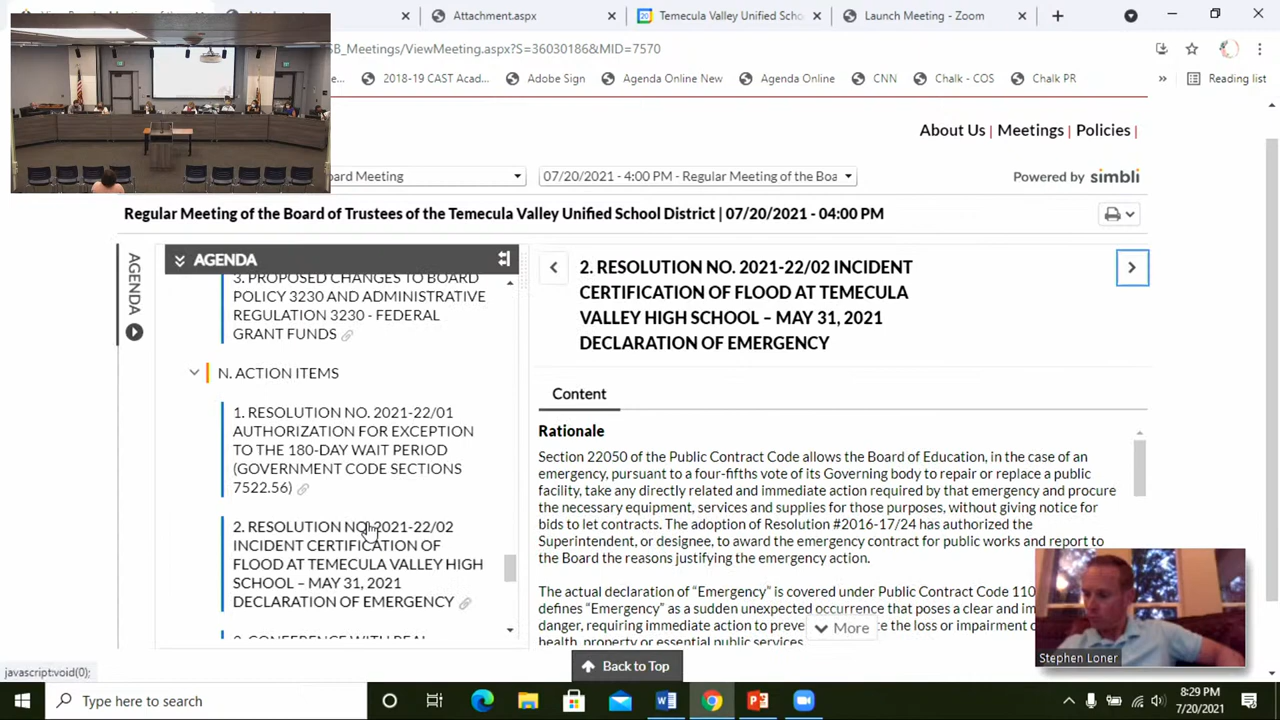 Attachment.aspx
Temecula Valley Unified Scho
Launch Meeting - Zoom
SB_Meetings/ViewMeeting.aspx?S=36030186&MID=7570
2018-19 CAST Acad...
Adobe Sign
Agenda Online New
Agenda Online
CNN
Chalk - COS
Chalk PR
»
Reading list
About Us | Meetings | Policies |
oard Meeting
07/20/2021 - 4:00 PM - Regular Meeting of the Boa
Powered by simbli
Regular Meeting of the Board of Trustees of the Temecula Valley Unified School District | 07/20/2021 - 04:00 PM
AGENDA
AGENDA
3. PROPOSED CHANGES TO BOARD
POLICY 3230 AND ADMINISTRATIVE
REGULATION 3230 - FEDERAL
GRANT FUNDS
N. ACTION ITEMS
1. RESOLUTION NO. 2021-22/01
AUTHORIZATION FOR EXCEPTION
TO THE 180-DAY WAIT PERIOD
(GOVERNMENT CODE SECTIONS
7522.56)
2. RESOLUTION NO. 2021-22/02
INCIDENT CERTIFICATION OF
FLOOD AT TEMECULA VALLEY HIGH
SCHOOL – MAY 31, 2021
DECLARATION OF EMERGENCY
2. RESOLUTION NO. 2021-22/02 INCIDENT
CERTIFICATION OF FLOOD AT TEMECULA
VALLEY HIGH SCHOOL – MAY 31, 2021
DECLARATION OF EMERGENCY
Content
Rationale
Section 22050 of the Public Contract Code allows the Board of Education, in the case of an
emergency, pursuant to a four-fifths vote of its Governing body to repair or replace a public
facility, take any directly related and immediate action required by that emergency and procure
the necessary equipment, services and supplies for those purposes, without giving notice for
bids to let contracts. The adoption of Resolution #2016-17/24 has authorized the
Superintendent, or designee, to award the emergency contract for public works and report to
the Board the reasons justifying the emergency action.
The actual declaration of “Emergency” is covered under Public Contract Code 110
defines “Emergency” as a sudden unexpected occurrence that poses a clear and im
danger, requiring immediate action to preve
e the loss or impairment o
health, property or essential public services.
More
Back to Top
Stephen Loner
javascript:void(0);
Type here to search
8:29 PM
7/20/2021